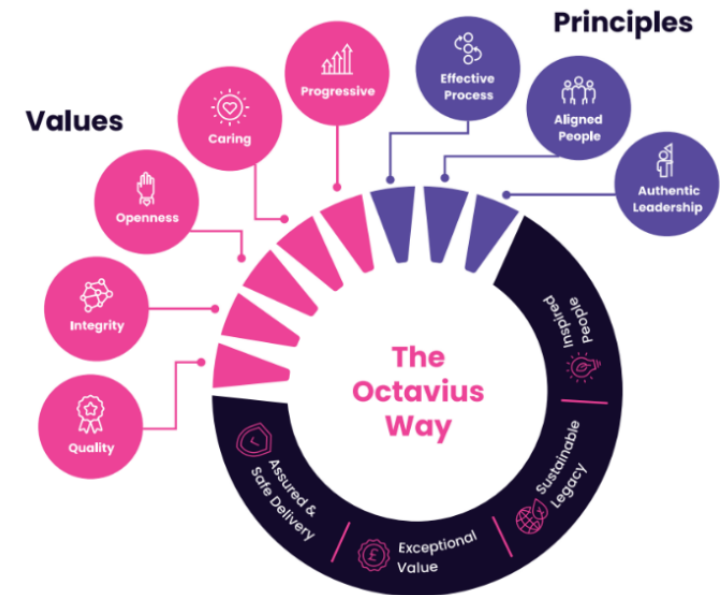 Principles
Values
Progressive
Effective
Process
Caring
Aligned
People
Openness
Authentic
Leadership
Integrity
Quality
The
Octavius
Way
Inspired
People
Sustainable
Legacy
Exceptional
Value
£
Assured &
Safe Delivery